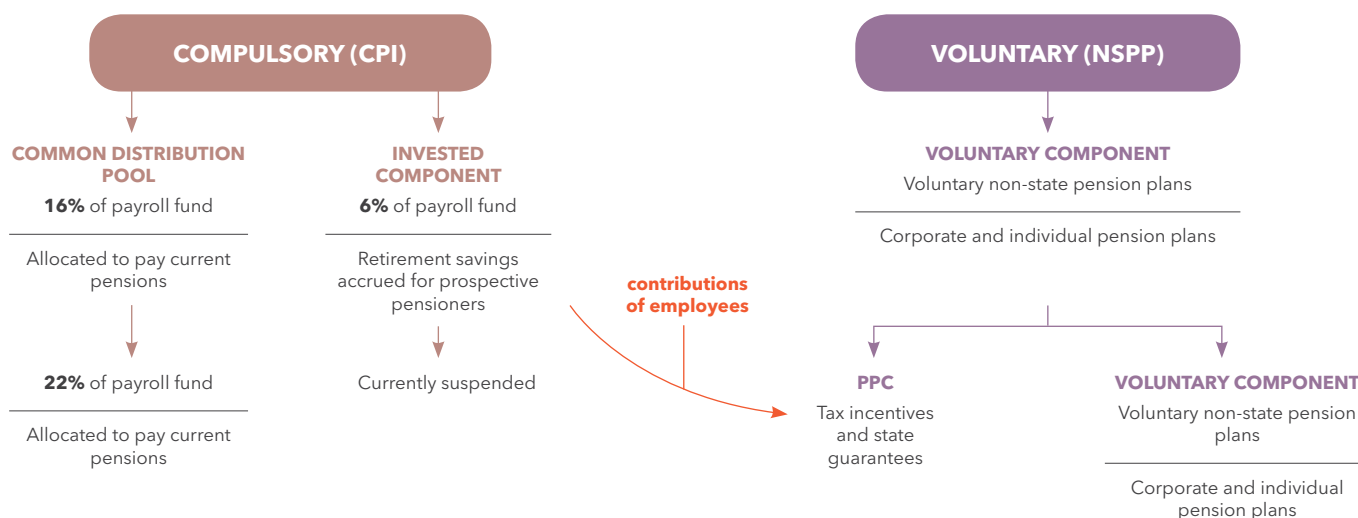 COMPULSORY (CPI)
VOLUNTARY (NSPP)
COMMON DISTRIBUTION
POOL
16% of payroll fund
Allocated to pay current
pensions
22% of payroll fund
Allocated to pay current
pensions
INVESTED
COMPONENT
6% of payroll fund
Retirement savings
accrued for prospective
pensioners
Currently suspended
contributions
of employees
VOLUNTARY COMPONENT
Voluntary non-state pension plans
Corporate and individual pension plans
PPC
Tax incentives
and state
guarantees
VOLUNTARY COMPONENT
Voluntary non-state pension
plans
Corporate and individual
pension plans